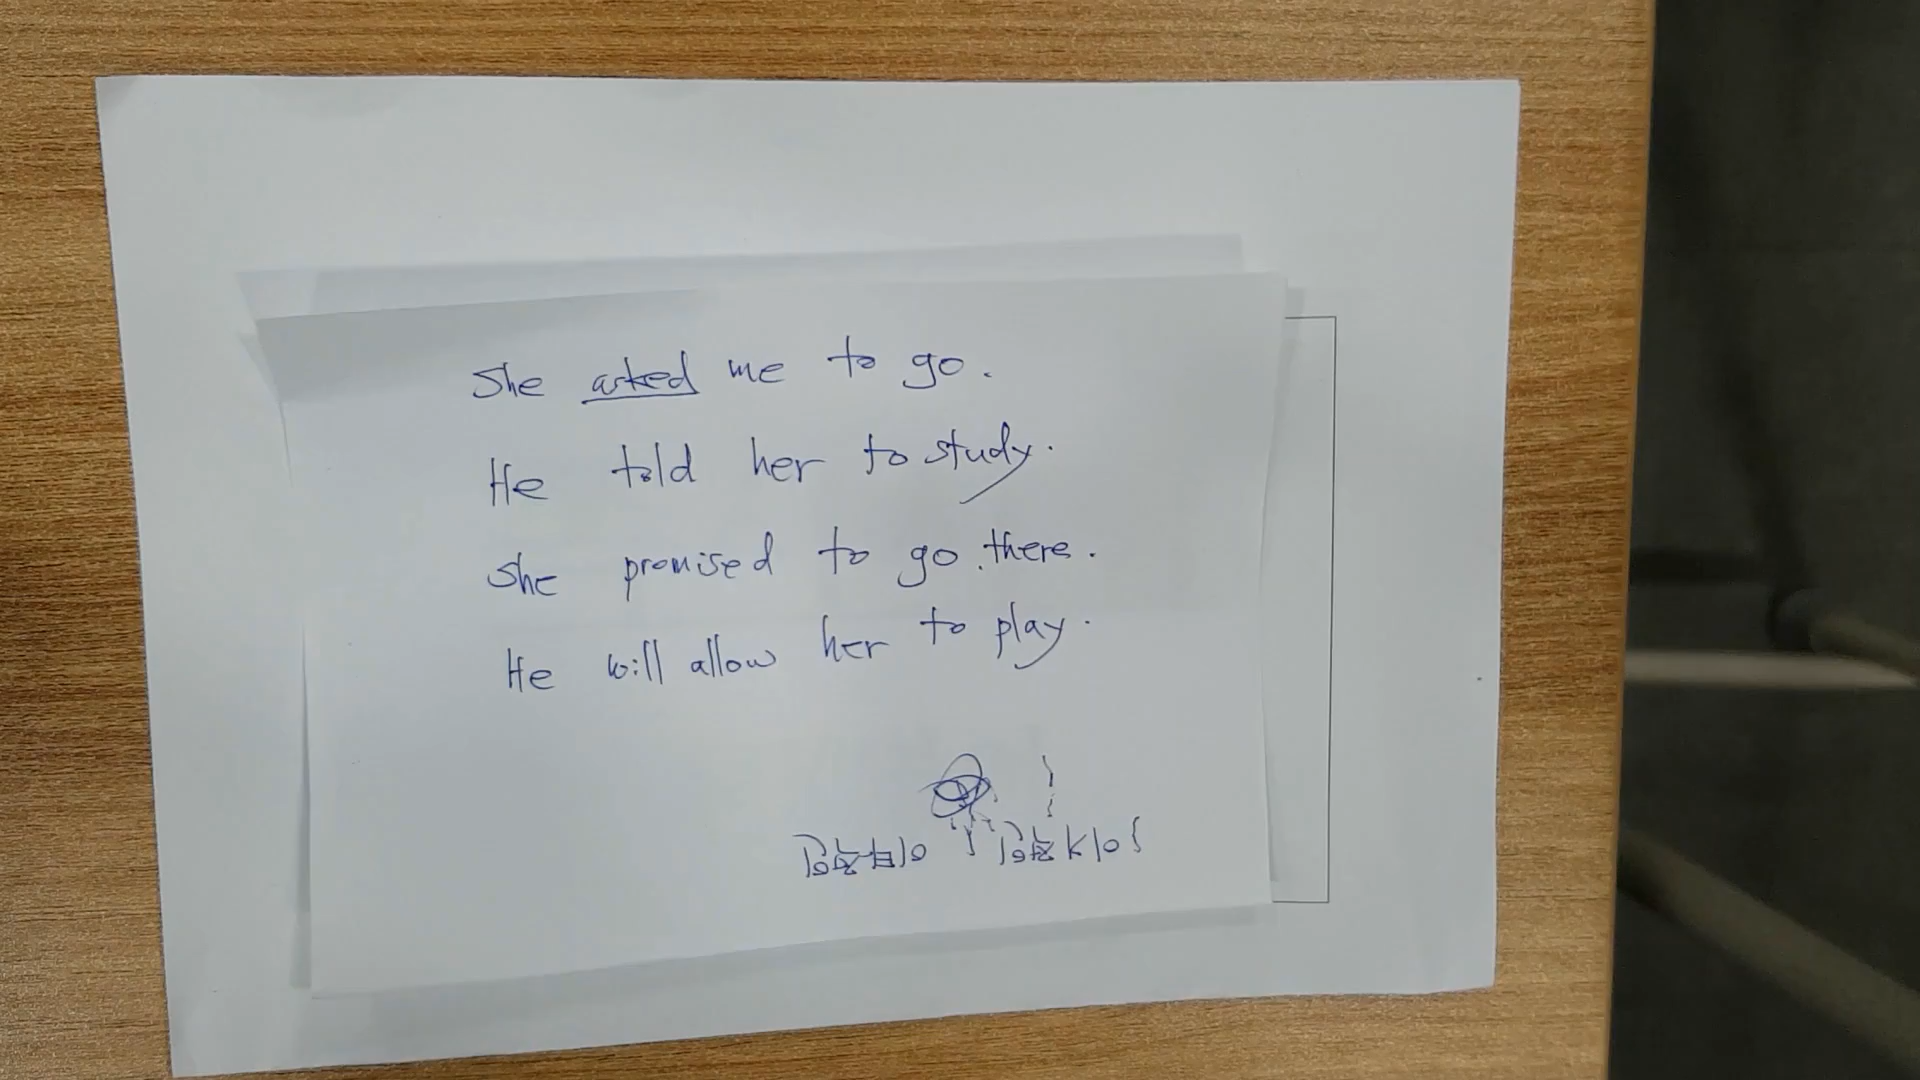 She asked me to go.
He told her to study.
She promised to go there.
He will allow her to play.